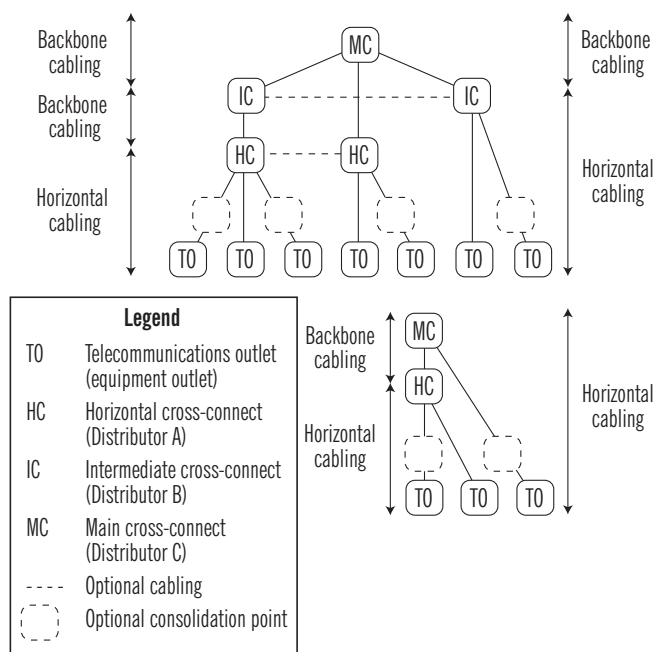 Backbone
cabling
Backbone
cabling
Horizontal
cabling
MC
IC
IC
HC
HC
TO
TO
TO
TO
TO
TO
TO
Backbone
cabling
Horizontal
cabling
Legend
TO Telecommunications outlet
(equipment outlet)
HC Horizontal cross-connect
(Distributor A)
IC Intermediate cross-connect
(Distributor B)
MC Main cross-connect
(Distributor C)
Optional cabling
Optional consolidation point
Backbone
cabling
Horizontal
cabling
MC
HC
TO
TO
TO
Horizontal
cabling